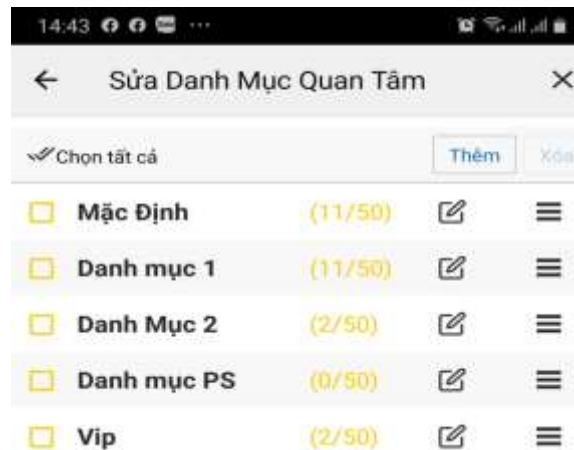 14:43
Sửa Danh Mục Quan Tâm
Chọn tất cả Thêm Xóa
Mặc Định (11/50)
Danh mục 1 (11/50)
Danh Mục 2 (2/50)
Danh mục PS (0/50)
Vip (2/50)